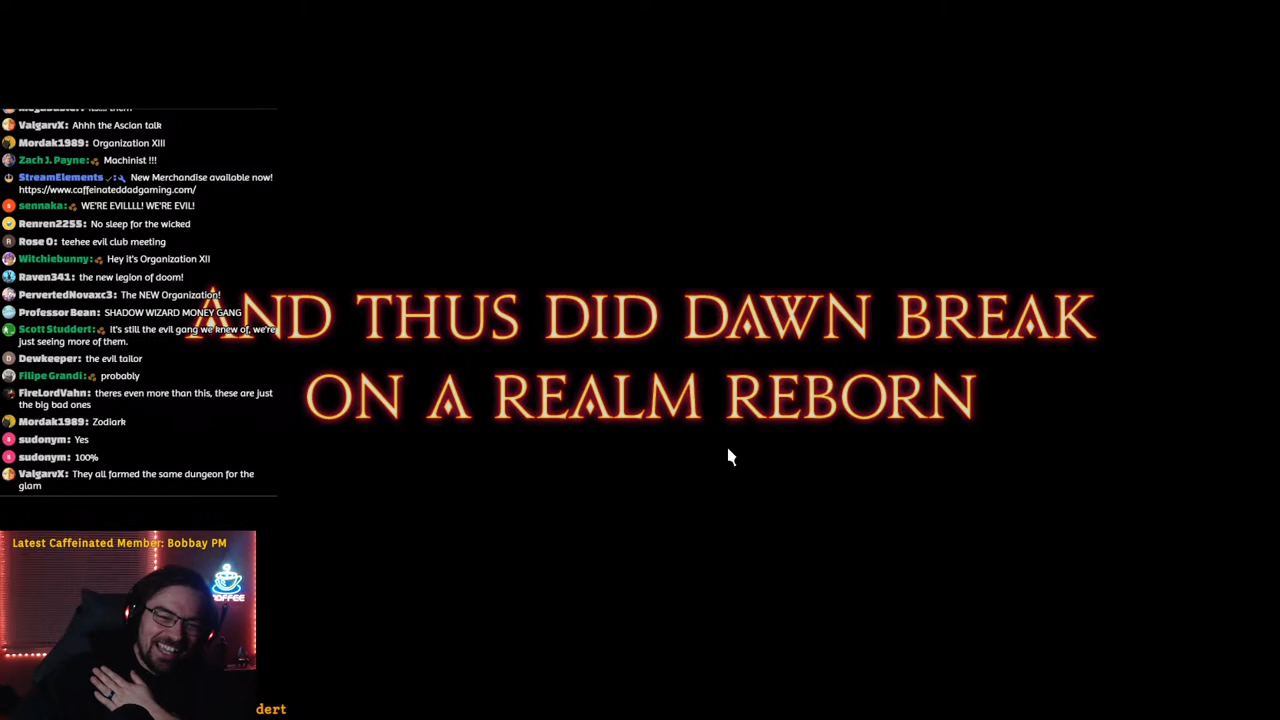 ValgarvX: Ahhh the Ascian talk
Mordak1989: Organization XIII
Zach J. Payne: Machinist !!!
StreamElements: New Merchandise available now!
https://www.caffeinateddadgaming.com/
sennaka: WE'RE EVILLLL! WE'RE EVIL!
Renren2255: No sleep for the wicked
Rose O: teehee evil club meeting
Witchiebunny: Hey it's Organization XII
Raven341: the new legion of doom!
PervertedNovaxc3: The NEW Organization!
Professor Bean: SHADOW WIZARD MONEY GANG
Scott Studdert: It's still the evil gang we knew of, we're
just seeing more of them.
Dewkeeper: the evil tailor
Filipe Grandi: probably
FireLordVahn: theres even more than this, these are just
the big bad ones
Mordak1989: Zodlark
sudonym: Yes
sudonym: 100%
ValgarvX: They all farmed the same dungeon for the
glam
AND THUS DID DAWN BREAK
ON A REALM REBORN
Latest Caffeinated Member: Bobbay PM
COFFEE
dert